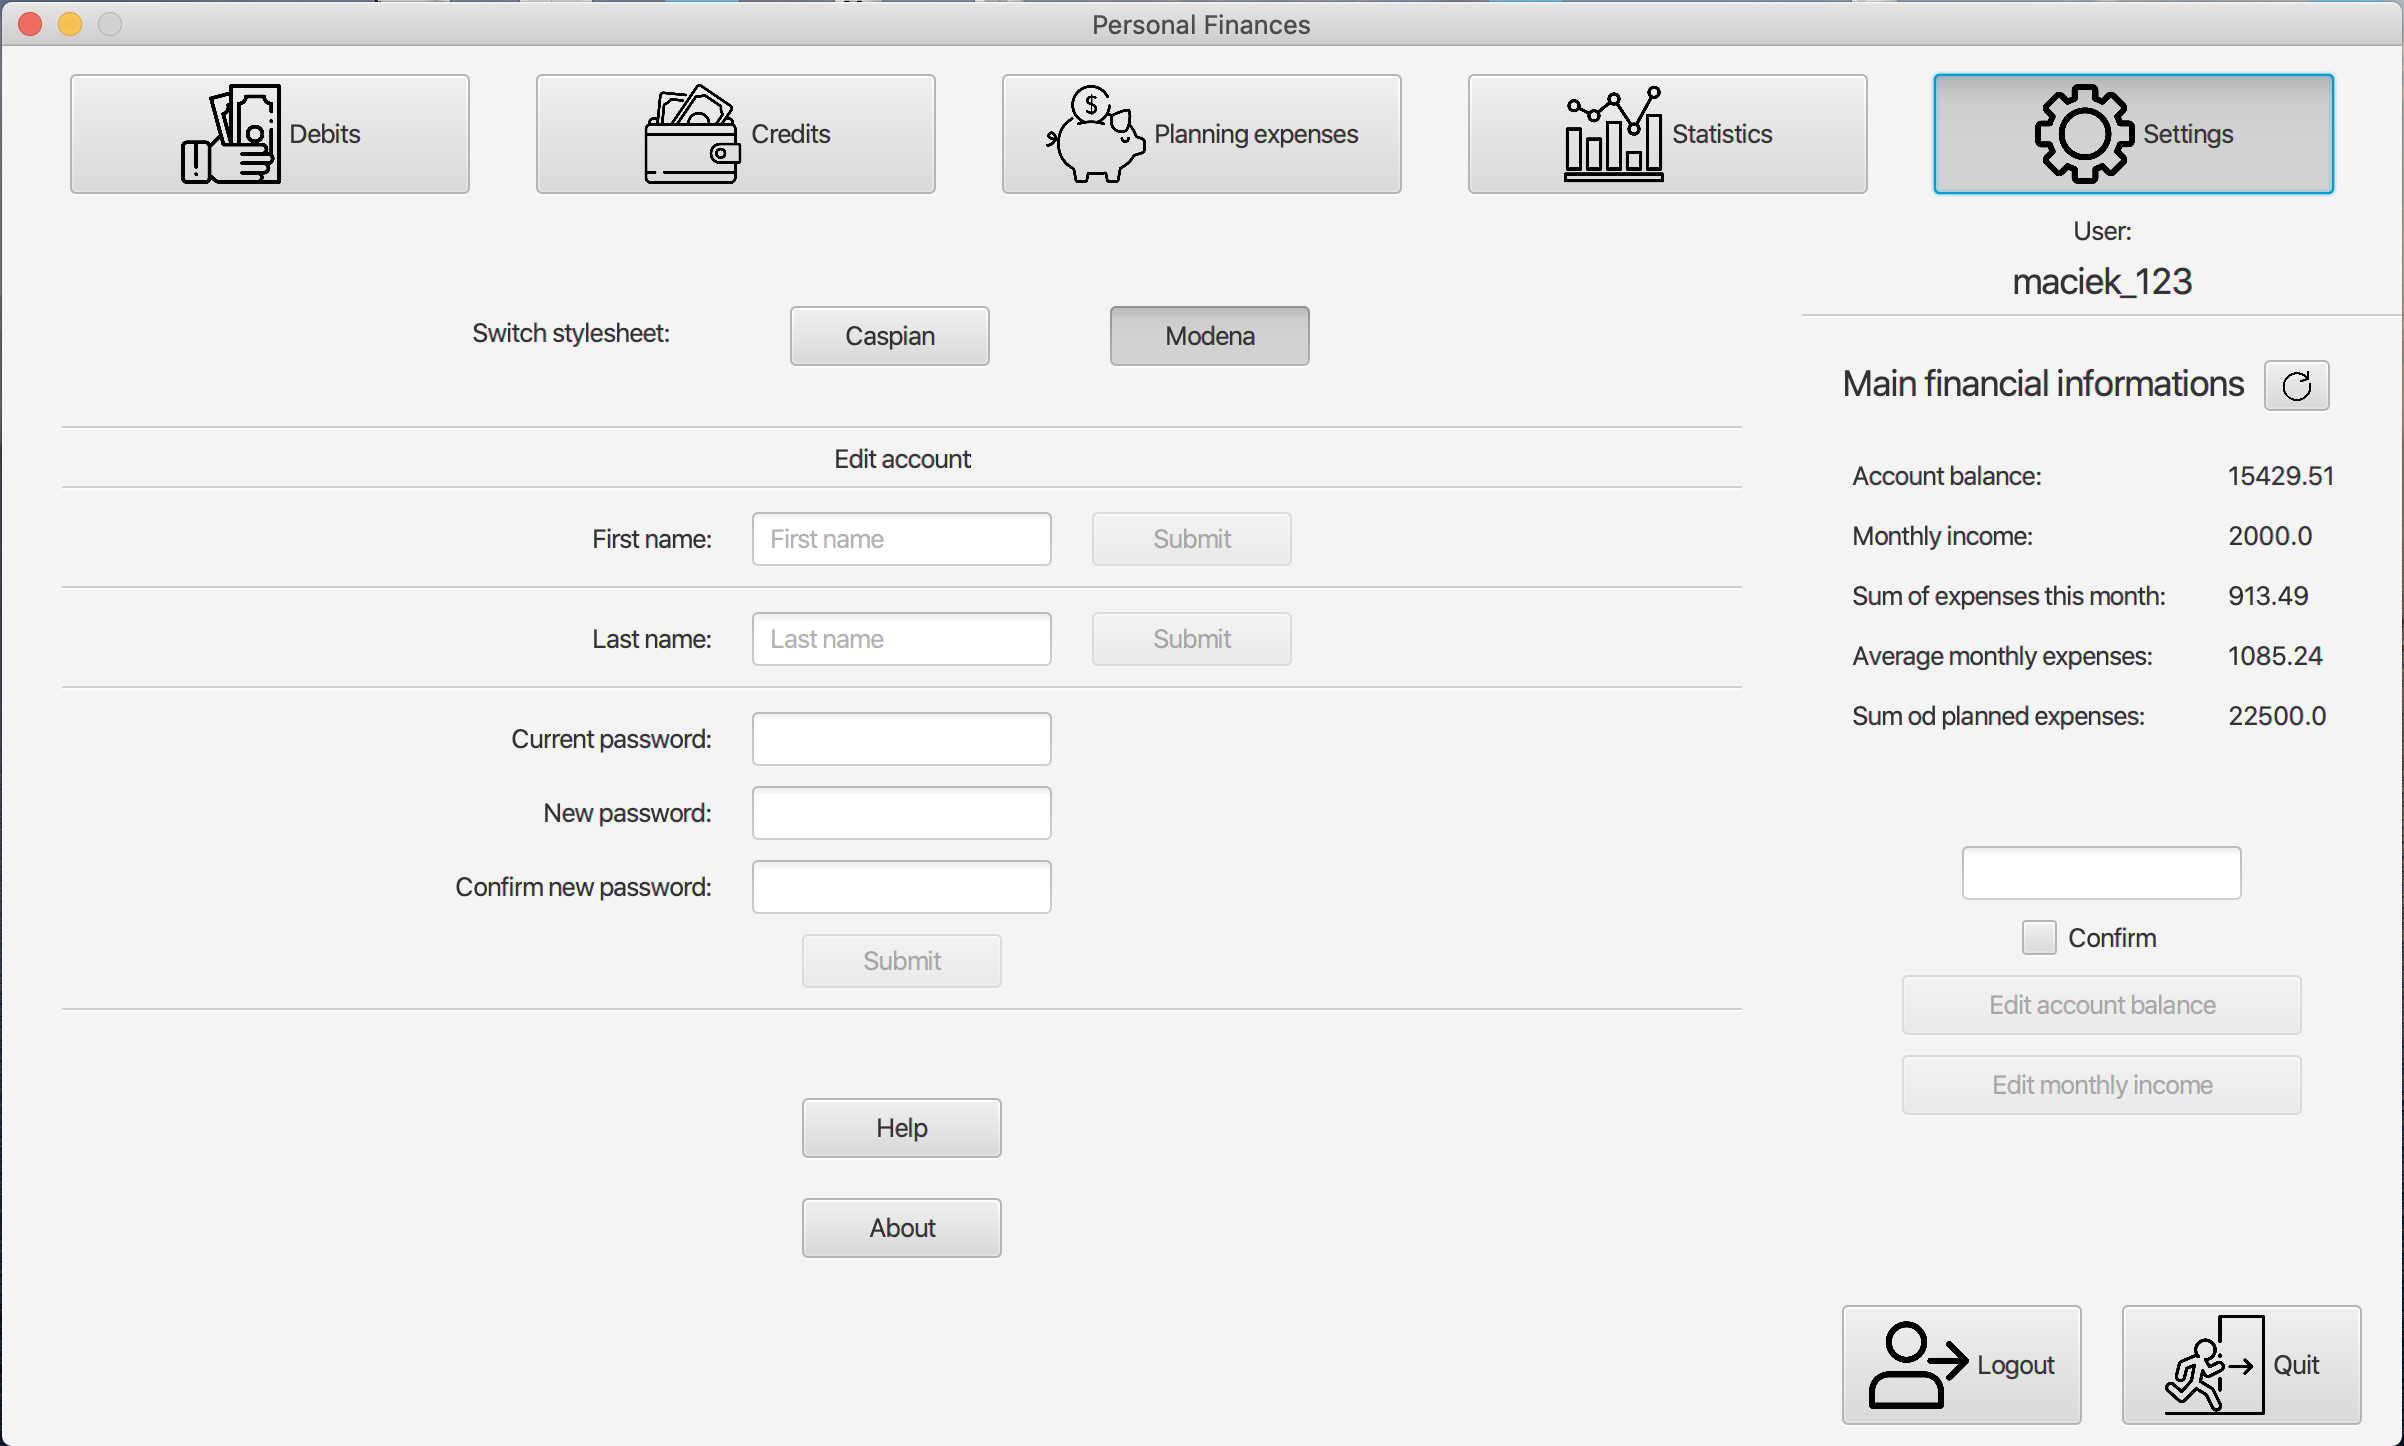 Personal Finances
Debits
Credits
$
Planning expenses
Statistics
Settings
User:
maciek_123
Switch stylesheet:
Caspian
Modena
Main financial informations
Edit account
Account balance: 15429.51
First name:
First name
Submit
Monthly income: 2000.0
Sum of expenses this month: 913.49
Last name:
Last name
Submit
Average monthly expenses: 1085.24
Sum od planned expenses: 22500.0
Current password:
New password:
Confirm new password:
Submit
Confirm
Edit account balance
Edit monthly income
Help
About
Logout
Quit